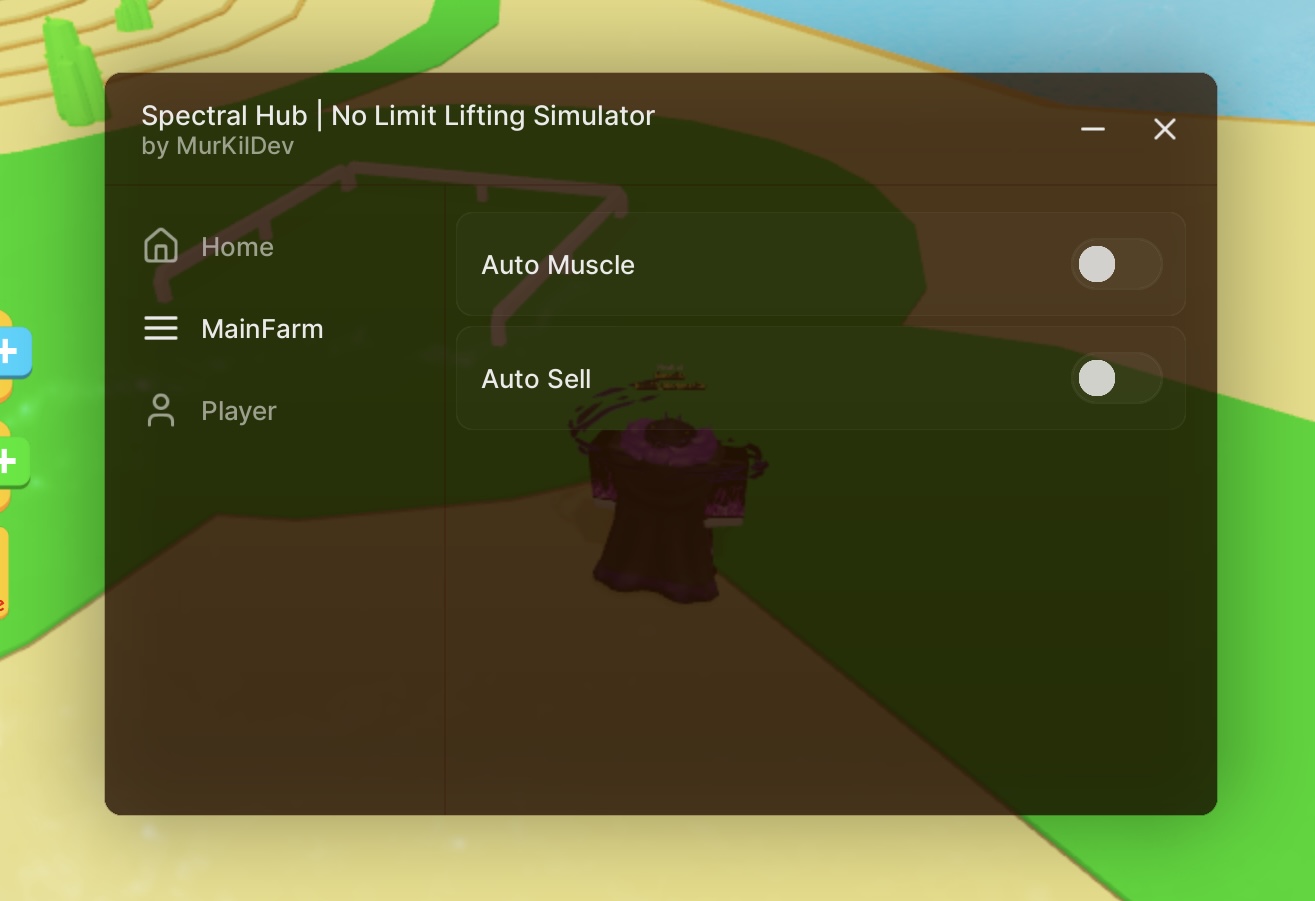 Spectral Hub | No Limit Lifting Simulator
by MurKilDev
Home
MainFarm
Player
Auto Muscle
Auto Sell